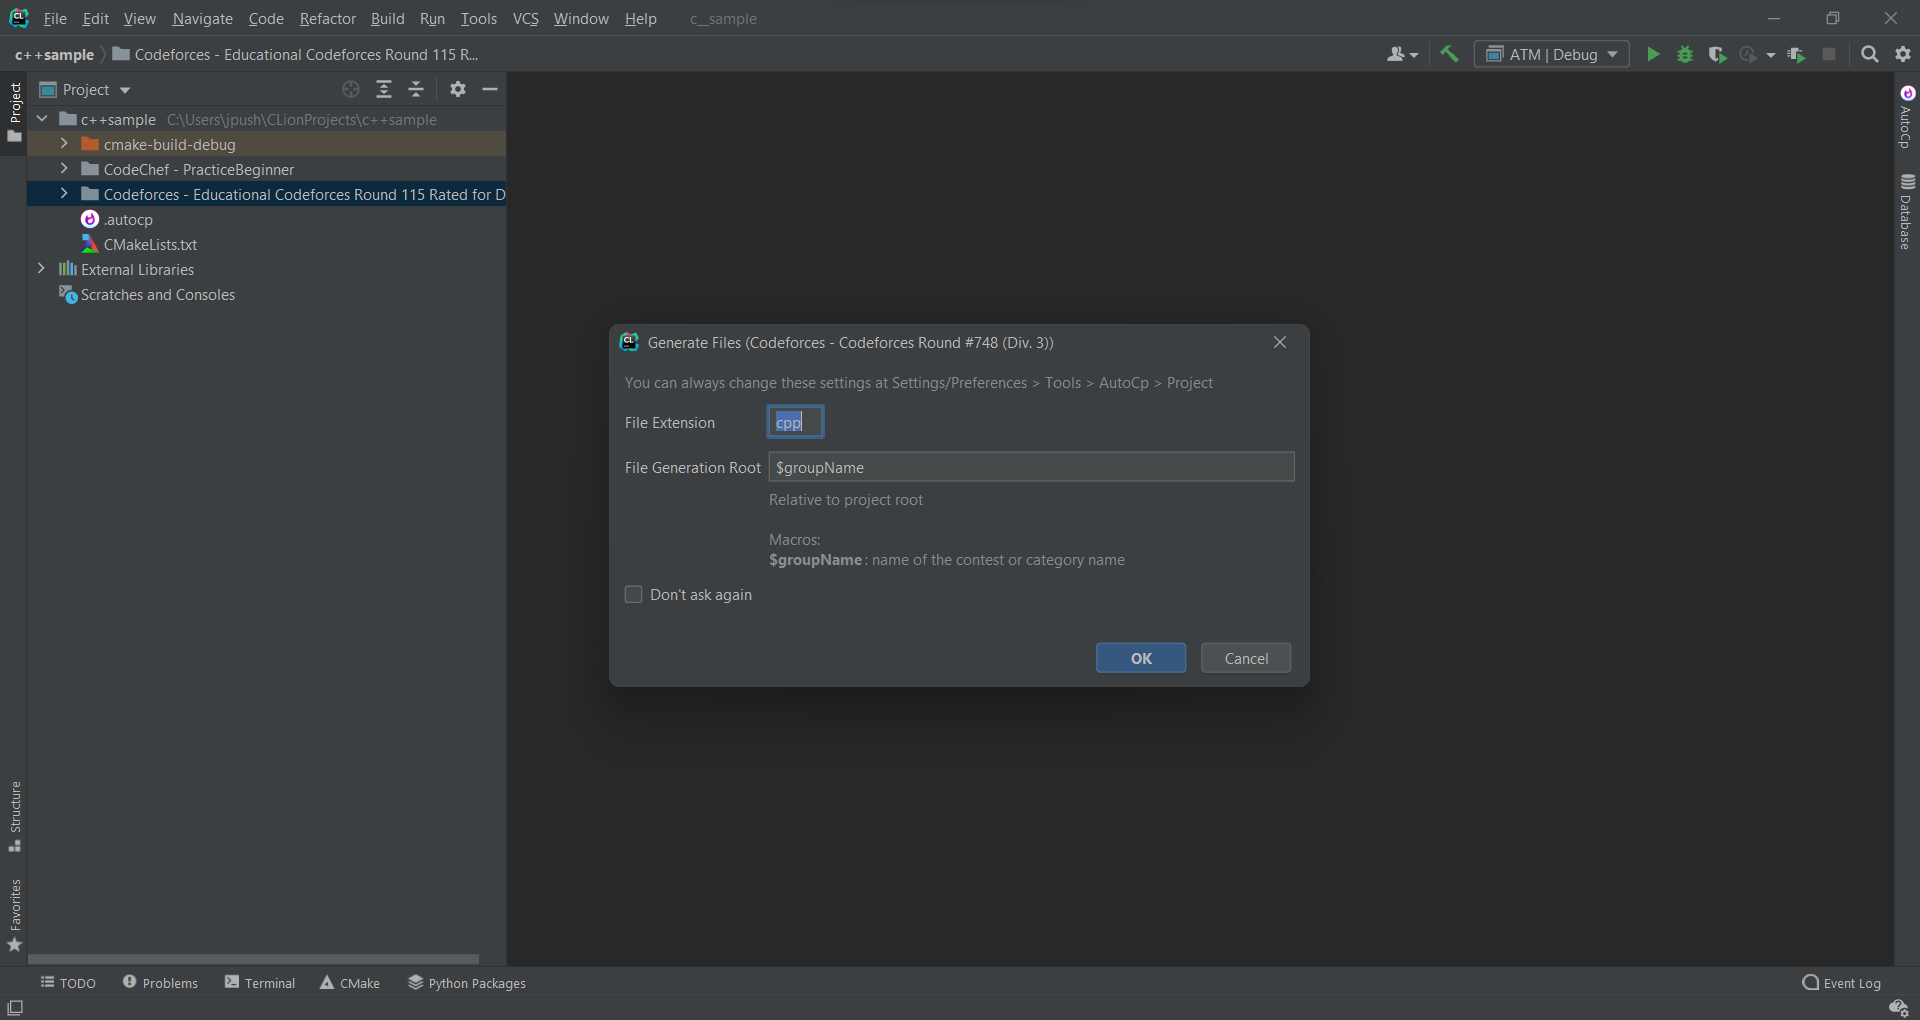 File Edit View Navigate Code Refactor Build Run Tools VCS Window Help c__sample
c++sample Codeforces - Educational Codeforces Round 115 R...
ATM | Debug
Project
Project
c++sample C:\Users\jpush\CLionProjects\c++sample
cmake-build-debug
CodeChef - PracticeBeginner
Codeforces - Educational Codeforces Round 115 Rated for D
.autocp
CMakeLists.txt
External Libraries
Scratches and Consoles
AutoCp
Database
Generate Files (Codeforces - Codeforces Round #748 (Div. 3))
You can always change these settings at Settings/Preferences > Tools > AutoCp > Project
File Extension cpp
File Generation Root $groupName
Relative to project root
Macros:
$groupName : name of the contest or category name
Don't ask again
OK Cancel
Structure
Favorites
TODO Problems Terminal CMake Python Packages Event Log